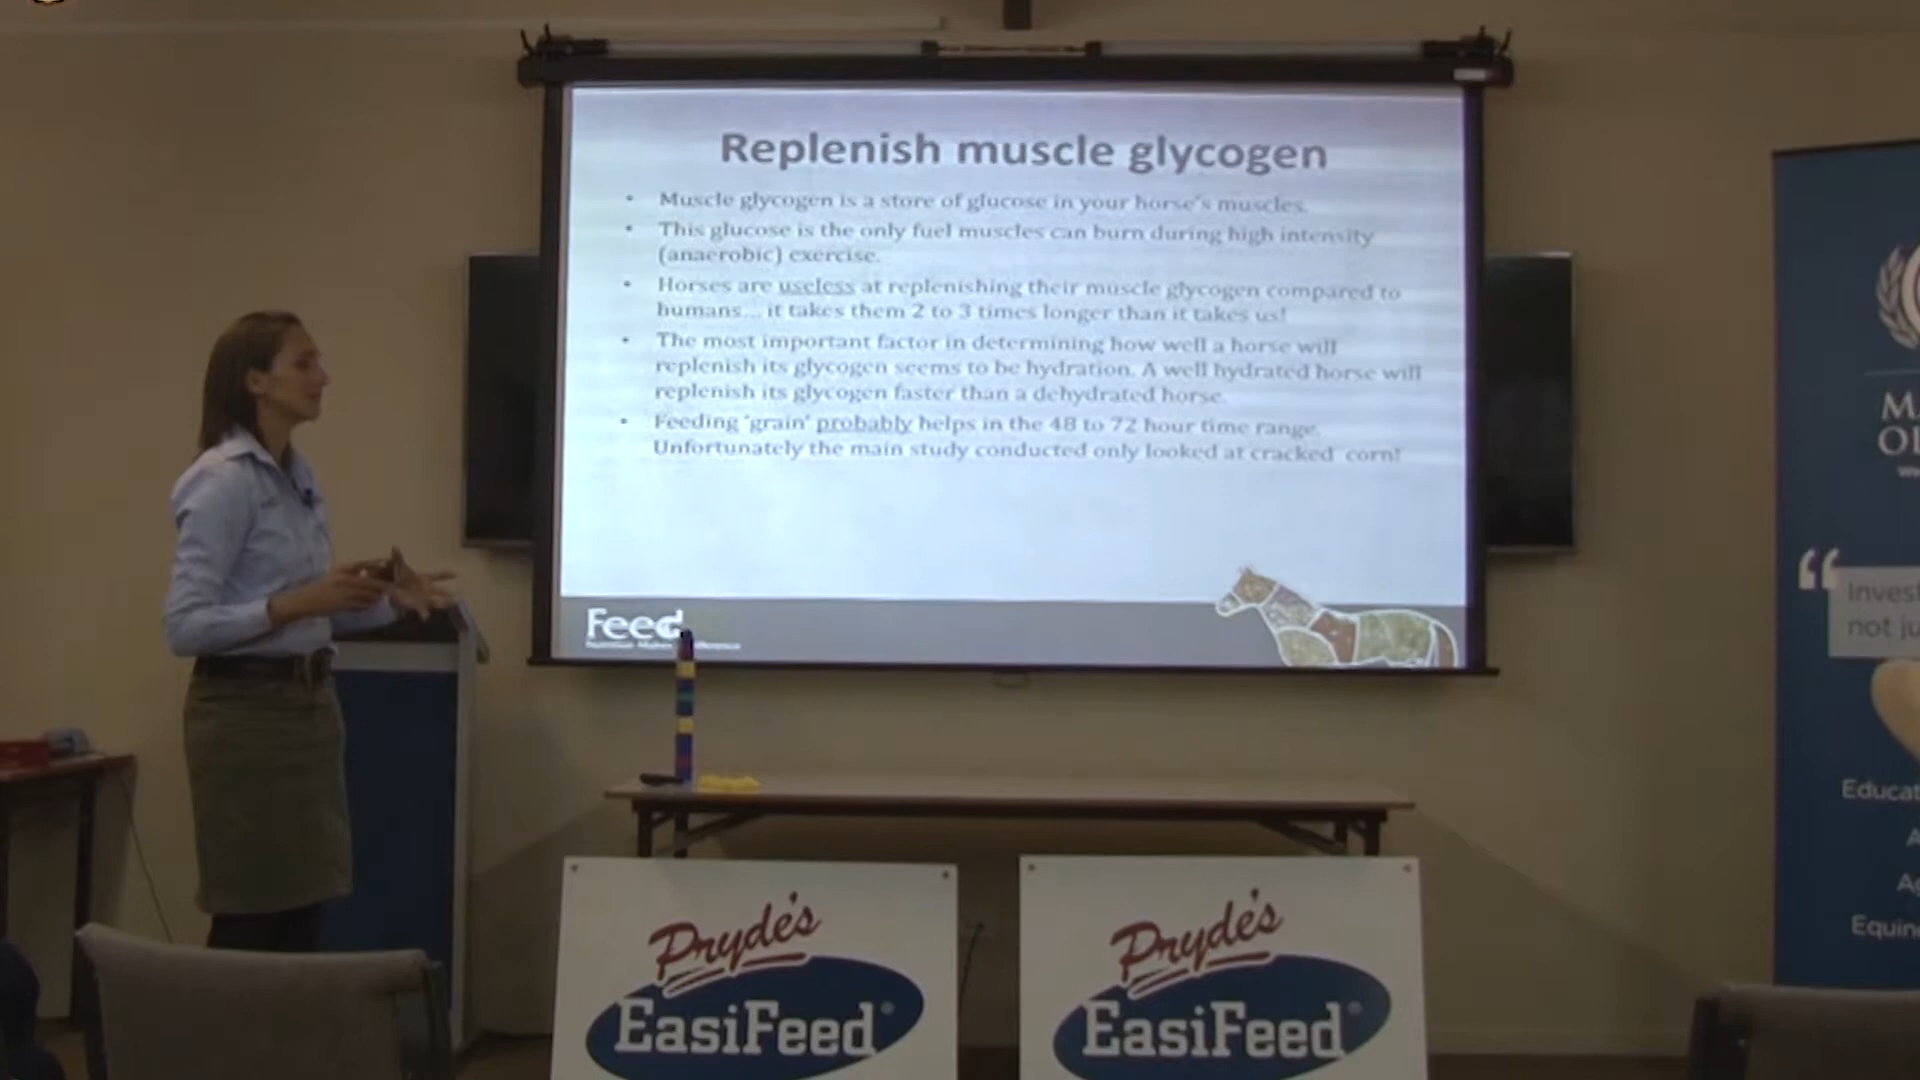 Replenish muscle glycogen
• Muscle glycogen is a store of glucose in your horse's muscles.
• This glucose is the only fuel muscles can burn during high intensity
(anaerobic) exercise.
• Horses are useless at replenishing their muscle glycogen compared to
humans... it takes them 2 to 3 times longer than it takes us!
• The most important factor in determining how well a horse will
replenish its glycogen seems to be hydration. A well hydrated horse will
replenish its glycogen faster than a dehydrated horse.
• Feeding 'grain' probably helps in the 48 to 72 hour time range.
Unfortunately the main study conducted only looked at cracked corn!
Feed
Pryde's
EasiFeed®
Pryde's
EasiFeed®
“
not